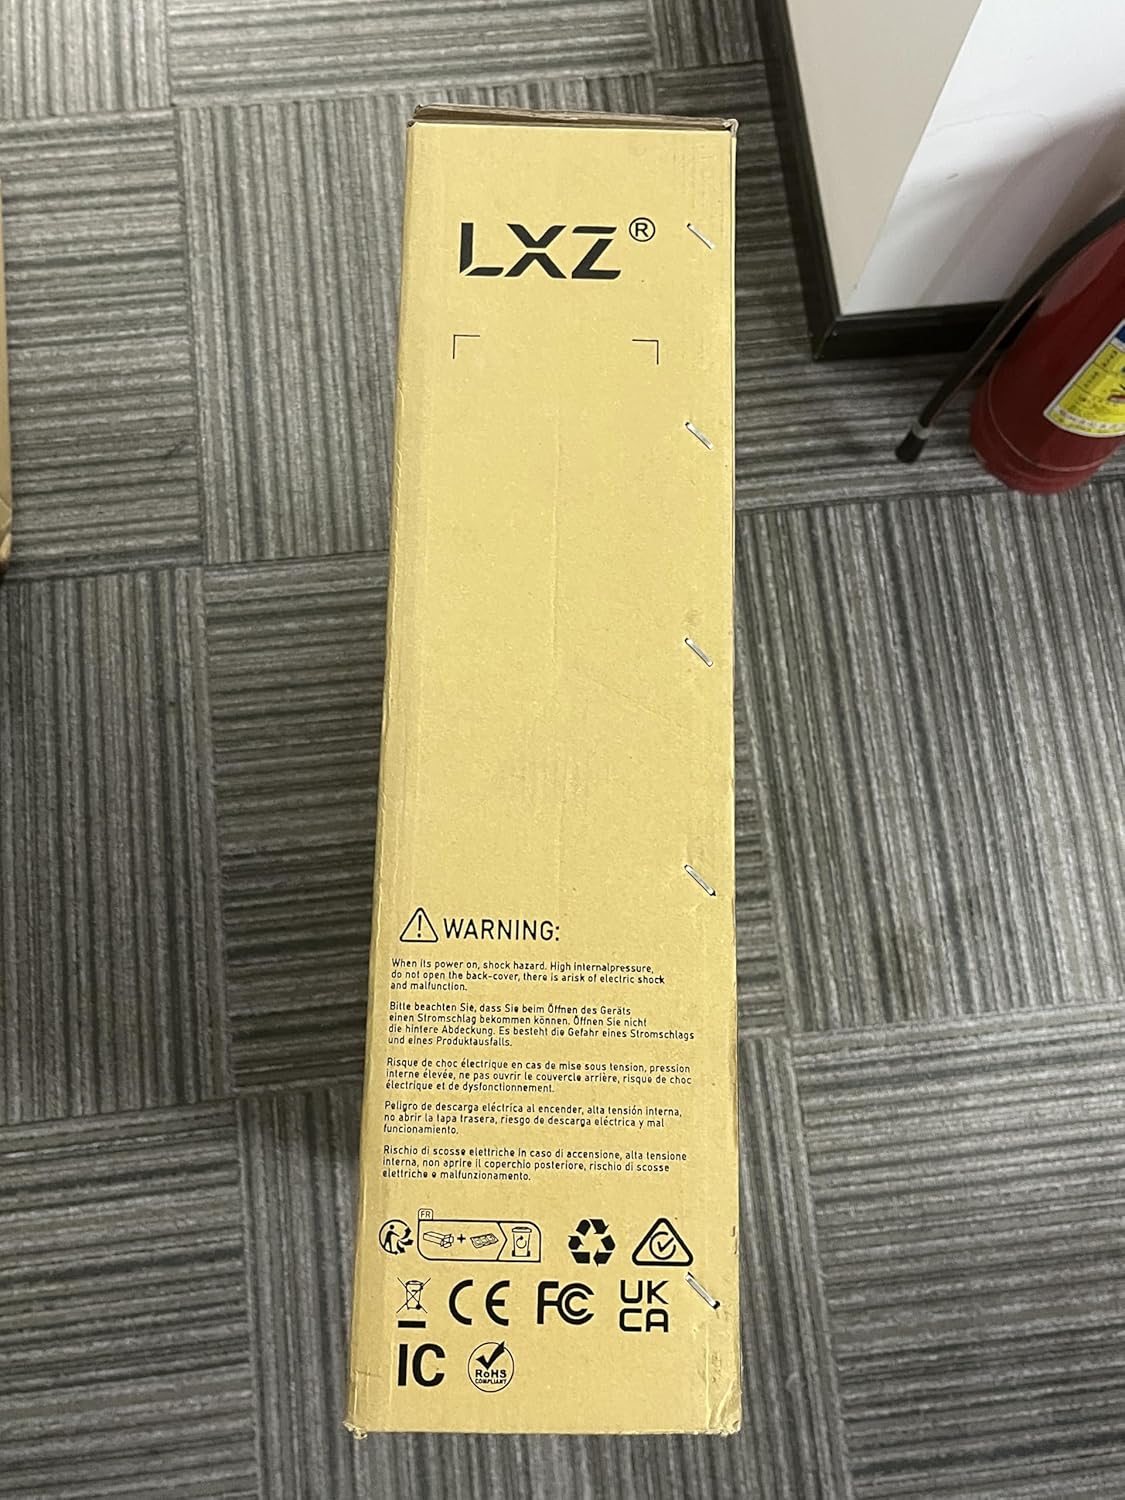 LXZ®
WARNING:
When its power on, shock hazard. High internalpressure,
do not open the back-cover, there is arisk of electric shock
and malfunction.
Bitte beachten Sie, dass Sie beim Öffnen des Geräts
einen Stromschlag bekommen können. Öffnen Sie nicht
die hintere Abdeckung. Es besteht die Gefahr eines Stromschlags
und eines Produktausfalls.
Risque de choc électrique en cas de mise sous tension, pression
interne élevée, ne pas ouvrir le couvercle arrière, risque de choc
électrique et de dysfonctionnement.
Peligro de descarga eléctrica al encender, alta tensión interna,
no abrir la tapa trasera, riesgo de descarga eléctrica y mal
funcionamiento.
Rischio di scosse elettriche in caso di accensione, alta tensione
interna, non aprire il coperchio posteriore, rischio di scosse
elettriche e malfunzionamento.
FR
+
CE FC UK
CA
IC RoHS
COMPLIANT